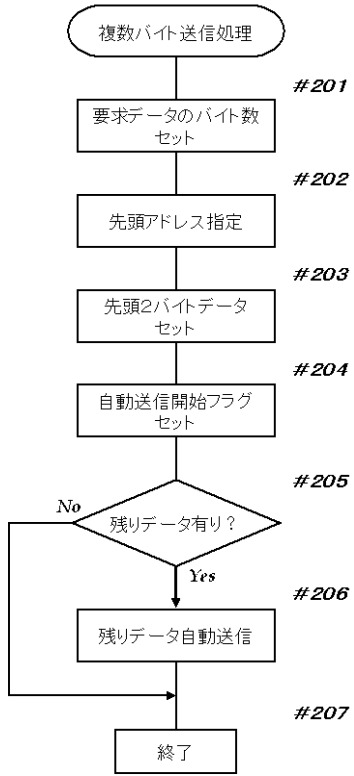 複数バイト送信処理
#201
要求データのバイト数
セット
#202
先頭アドレス指定
#203
先頭2バイトデータ
セット
#204
自動送信開始フラグ
セット
#205
No
残りデータ有り？
Yes
#206
残りデータ自動送信
#207
終了